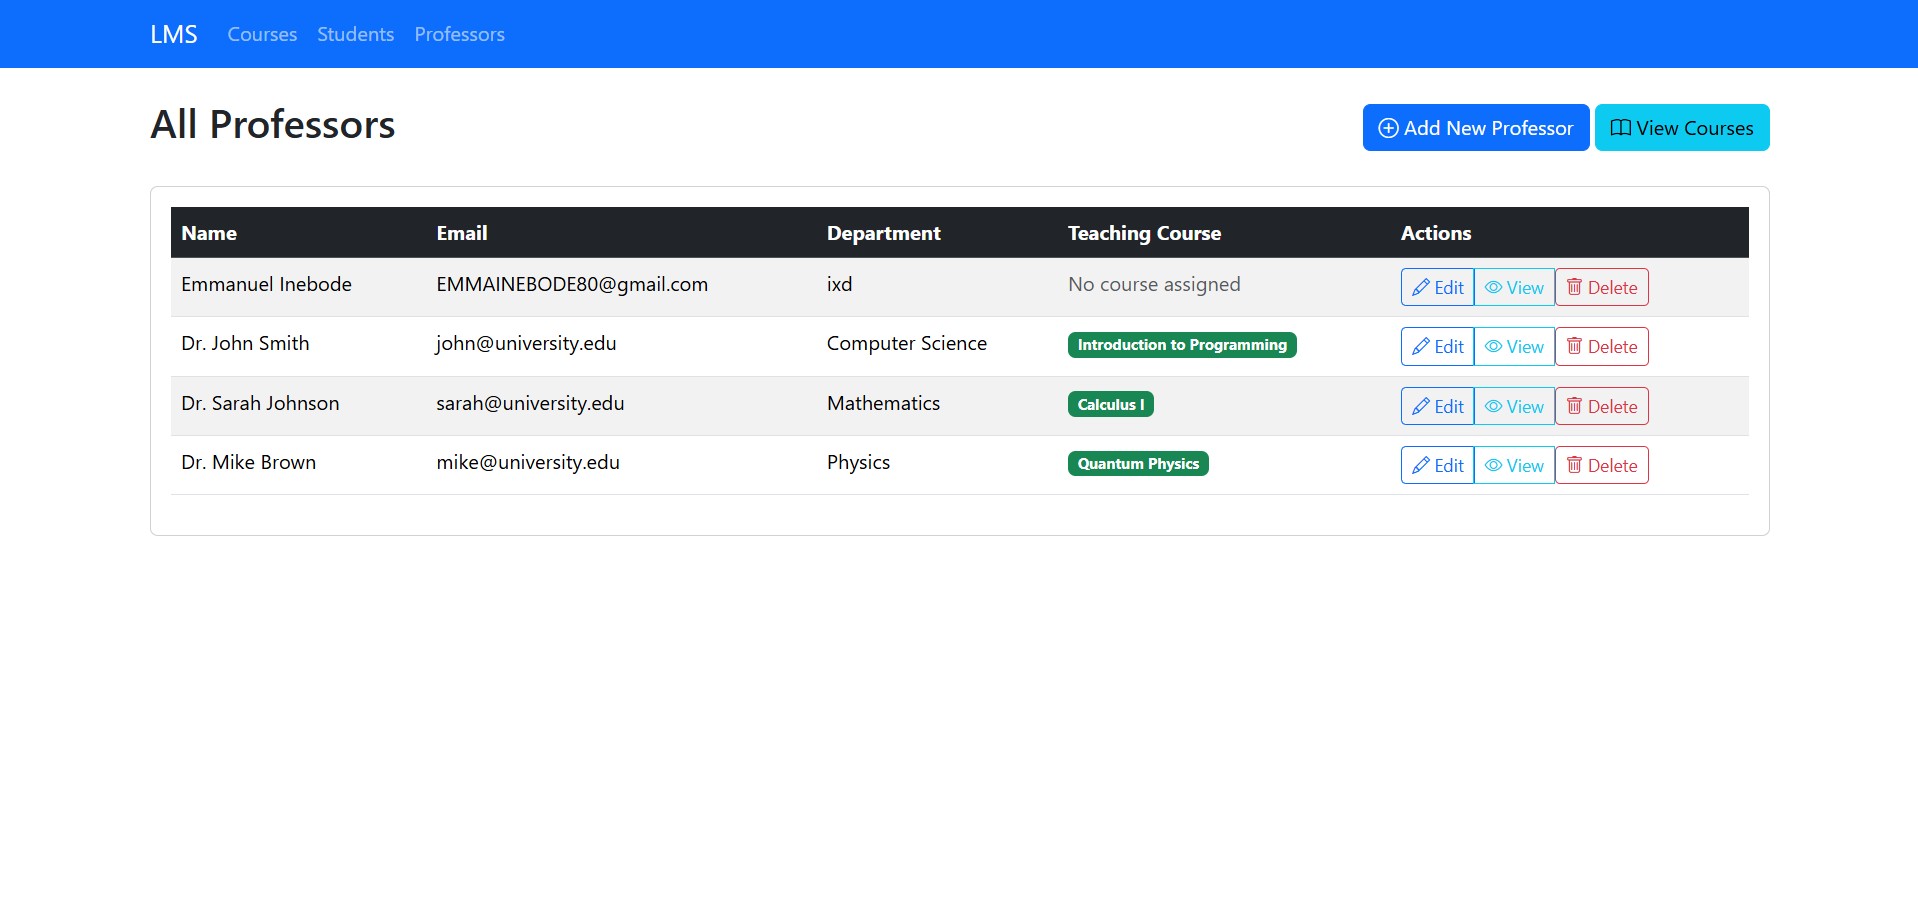 LMS Courses Students Professors
All Professors
Add New Professor View Courses
Name Email Department Teaching Course Actions
Emmanuel Inebode EMMAINEBODE80@gmail.com ixd No course assigned Edit View Delete
Dr. John Smith john@university.edu Computer Science Introduction to Programming Edit View Delete
Dr. Sarah Johnson sarah@university.edu Mathematics Calculus I Edit View Delete
Dr. Mike Brown mike@university.edu Physics Quantum Physics Edit View Delete